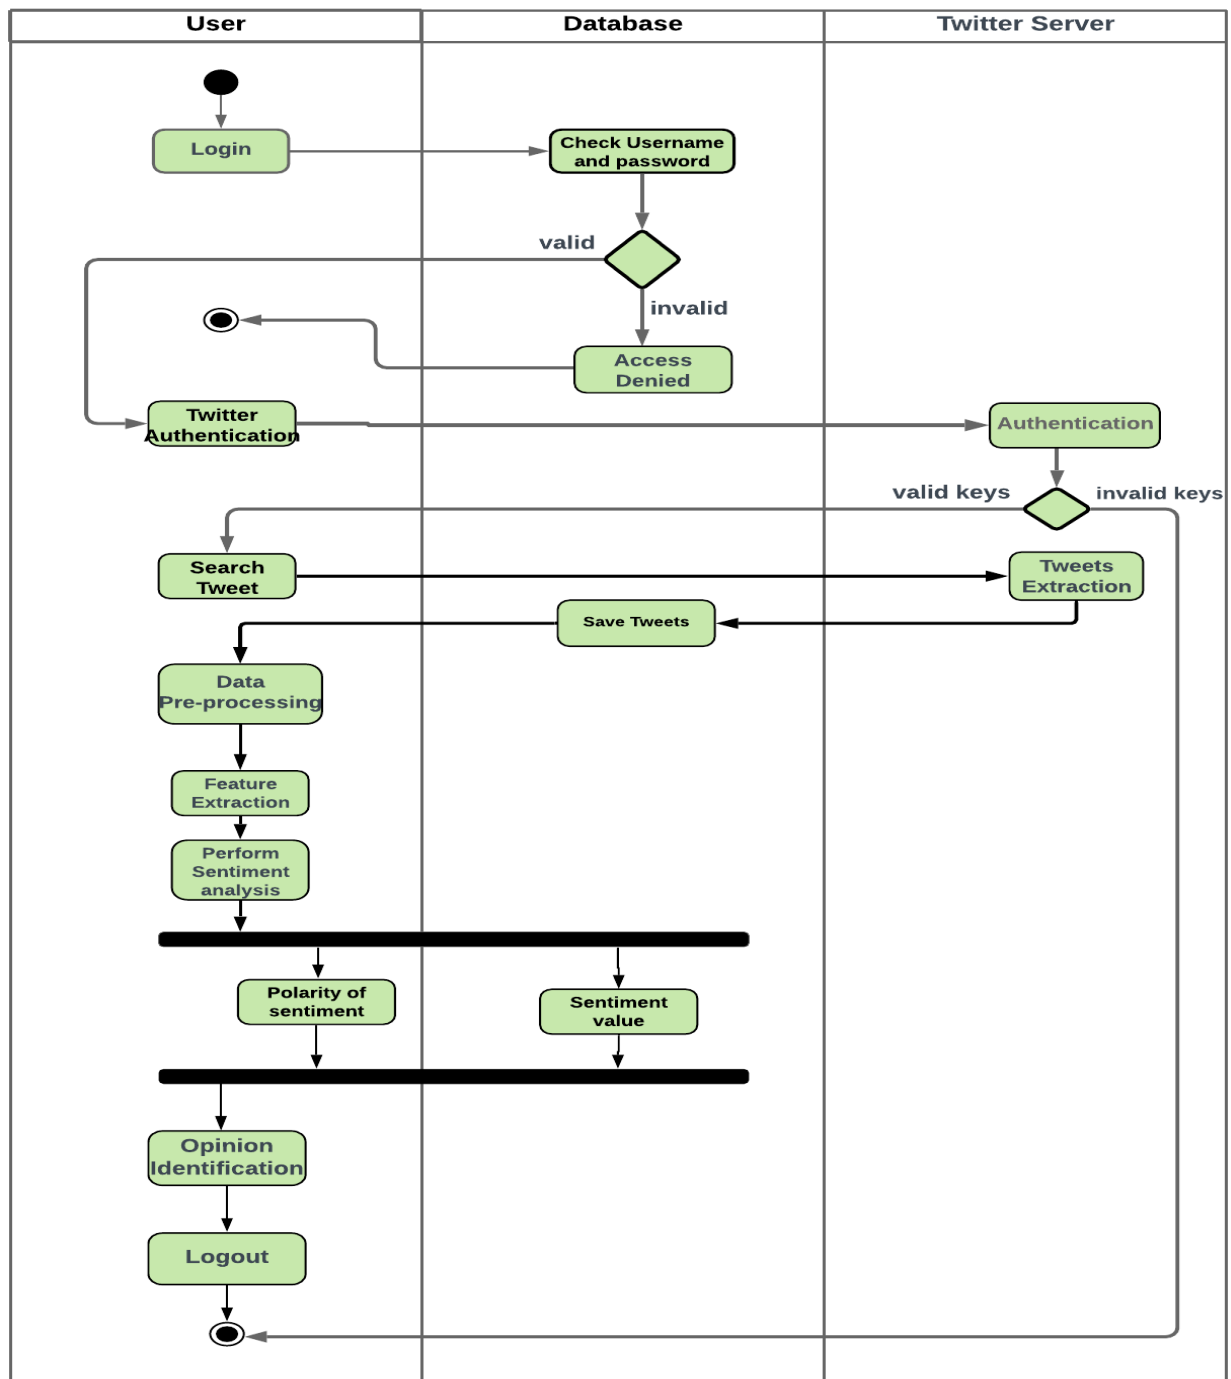 User
Database
Twitter Server
Login
Check Username
and password
valid
invalid
Access
Denied
Twitter
Authentication
Authentication
valid keys
invalid keys
Search
Tweet
Tweets
Extraction
Save Tweets
Data
Pre-processing
Feature
Extraction
Perform
Sentiment
analysis
Polarity of
sentiment
Sentiment
value
Opinion
Identification
Logout